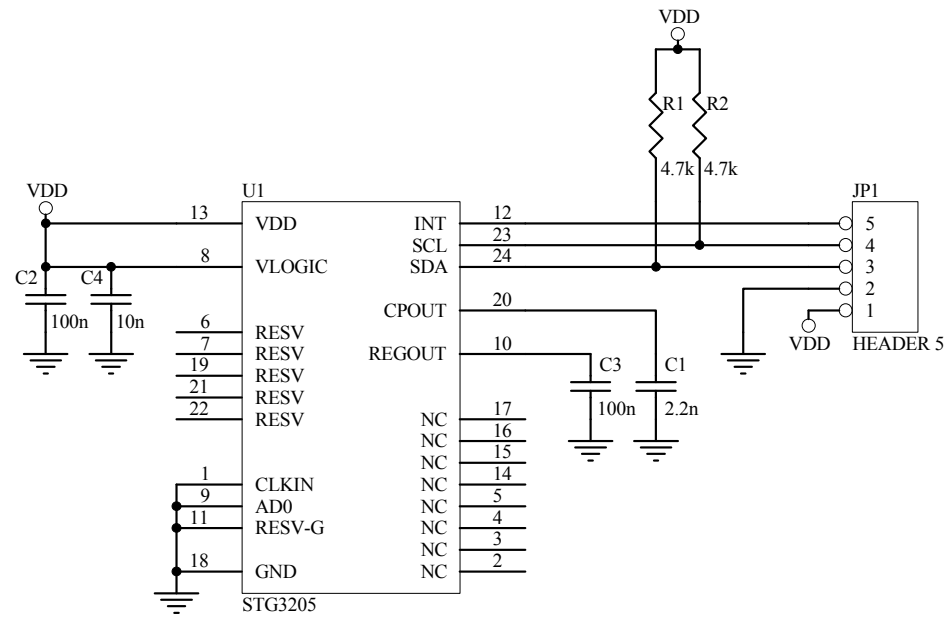 VDD
R1 R2
4.7k 4.7k
U1
JP1
VDD
13 VDD INT 12 5
SCL 23 4
8 VLOGIC SDA 24 3
C2 C4
100n 10n
2
CPOUT 20 1
VDD
HEADER 5
6 RESV
7 RESV REGOUT 10
19 RESV
21 RESV
22 RESV
C3 C1
100n 2.2n
NC 17
NC 16
NC 15
1 CLKIN NC 14
9 AD0 NC 5
11 RESV-G NC 4
NC 3
18 GND NC 2
STG3205